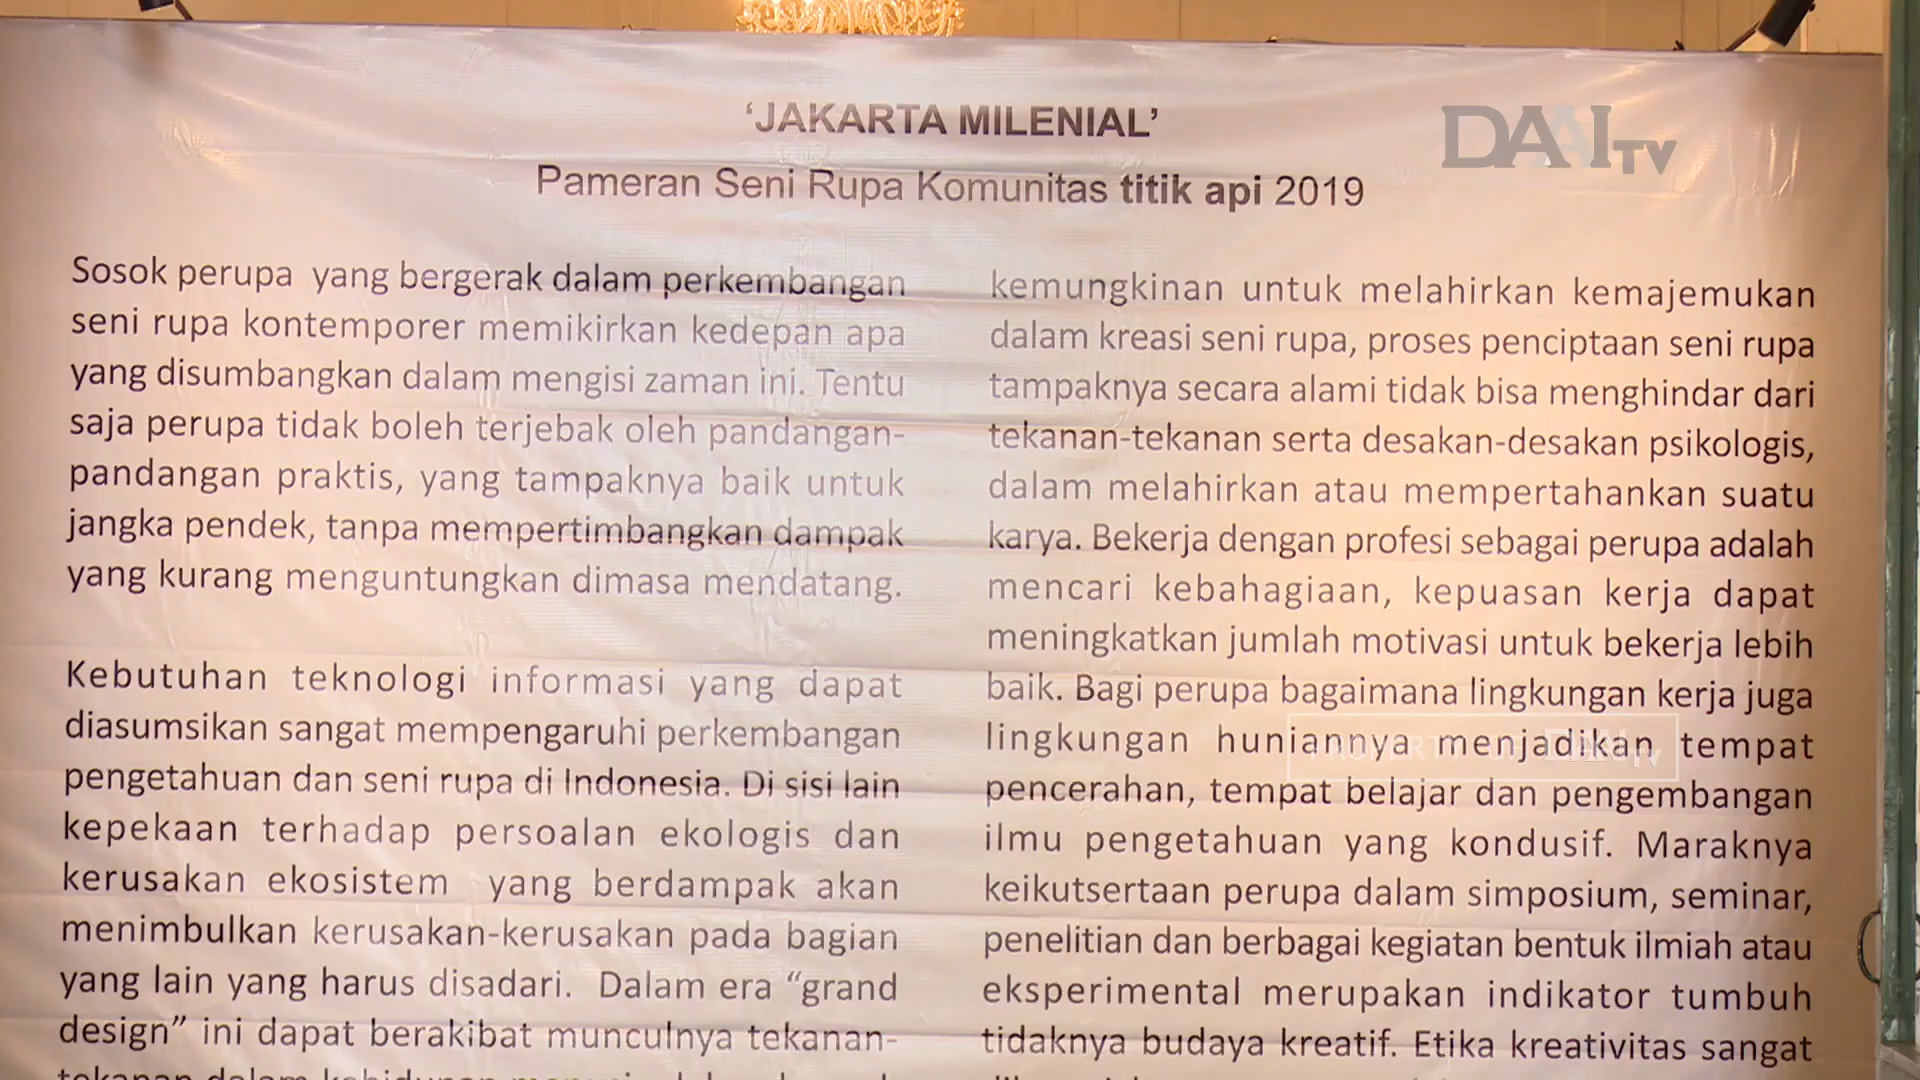 'JAKARTA MILENIAL'
Pameran Seni Rupa Komunitas titik api 2019
DAAI TV
Sosok perupa yang bergerak dalam perkembangan
seni rupa kontemporer memikirkan kedepan apa
yang disumbangkan dalam mengisi zaman ini. Tentu
saja perupa tidak boleh terjebak oleh pandangan-
pandangan praktis, yang tampaknya baik untuk
jangka pendek, tanpa mempertimbangkan dampak
yang kurang menguntungkan dimasa mendatang.
Kebutuhan teknologi informasi yang dapat
diasumsikan sangat mempengaruhi perkembangan
pengetahuan dan seni rupa di Indonesia. Di sisi lain
kepekaan terhadap persoalan ekologis dan
kerusakan ekosistem yang berdampak akan
menimbulkan kerusakan-kerusakan pada bagian
yang lain yang harus disadari. Dalam era "grand
design" ini dapat berakibat munculnya tekanan-
kemungkinan untuk melahirkan kemajemukan
dalam kreasi seni rupa, proses penciptaan seni rupa
tampaknya secara alami tidak bisa menghindar dari
tekanan-tekanan serta desakan-desakan psikologis,
dalam melahirkan atau mempertahankan suatu
karya. Bekerja dengan profesi sebagai perupa adalah
mencari kebahagiaan, kepuasan kerja dapat
meningkatkan jumlah motivasi untuk bekerja lebih
baik. Bagi perupa bagaimana lingkungan kerja juga
lingkungan huniannya menjadikan tempat
pencerahan, tempat belajar dan pengembangan
ilmu pengetahuan yang kondusif. Maraknya
keikutsertaan perupa dalam simposium, seminar,
penelitian dan berbagai kegiatan bentuk ilmiah atau
eksperimental merupakan indikator tumbuh
tidaknya budaya kreatif. Etika kreativitas sangat